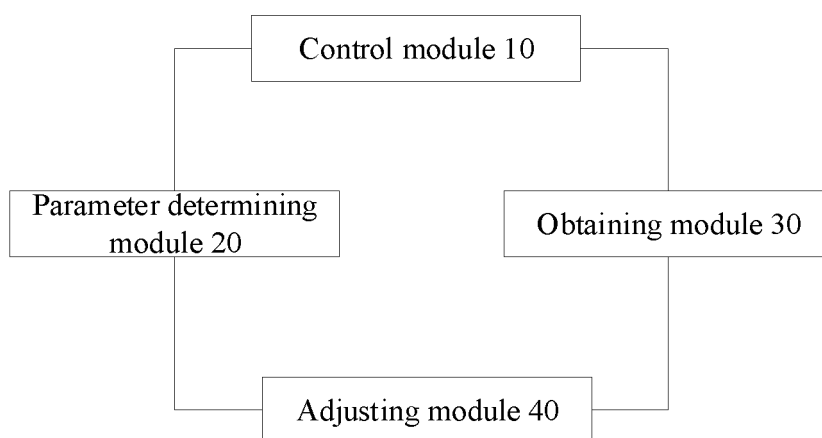 Control module 10
Parameter determining
module 20
Obtaining module 30
Adjusting module 40